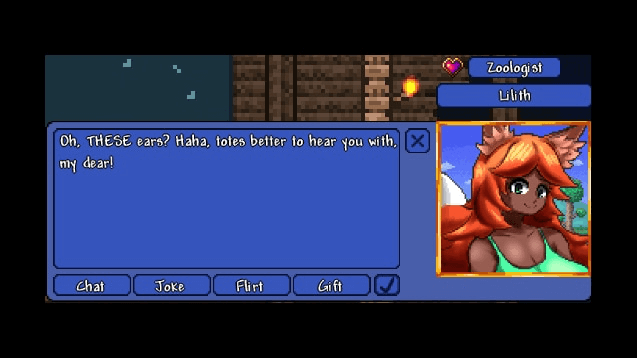 Zoologist
Lilith
Oh, THESE ears? Haha, totes better to hear you with,
my dear!
Chat
Joke
Flirt
Gift